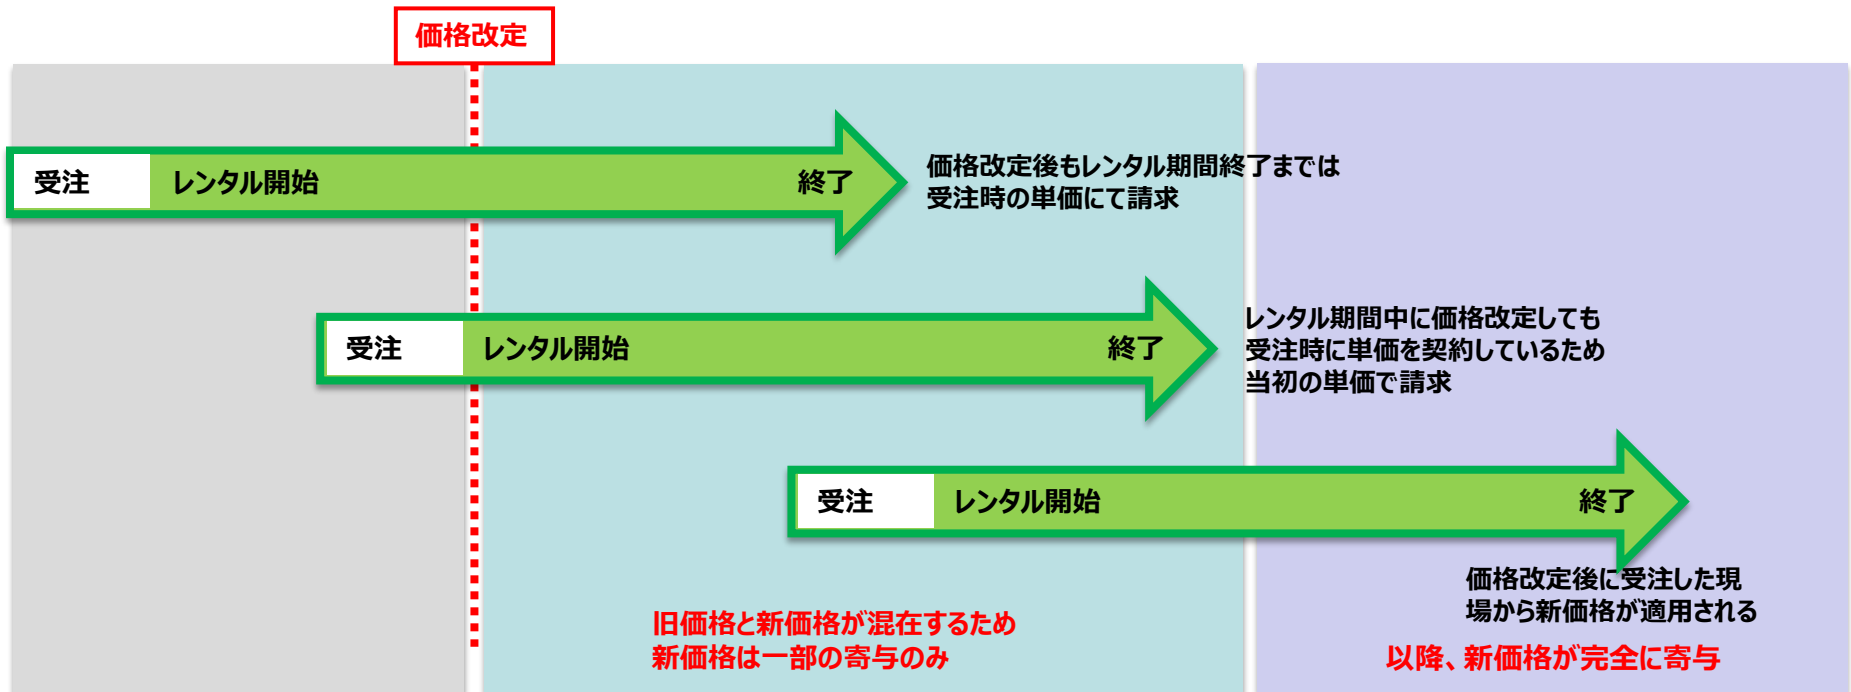 価格改定
受注 レンタル開始 終了
価格改定後もレンタル期間終了までは
受注時の単価にて請求
受注 レンタル開始 終了
レンタル期間中に価格改定しても
受注時に単価を契約しているため
当初の単価で請求
受注 レンタル開始 終了
価格改定後に受注した現
場から新価格が適用される
旧価格と新価格が混在するため
新価格は一部の寄与のみ
以降、新価格が完全に寄与